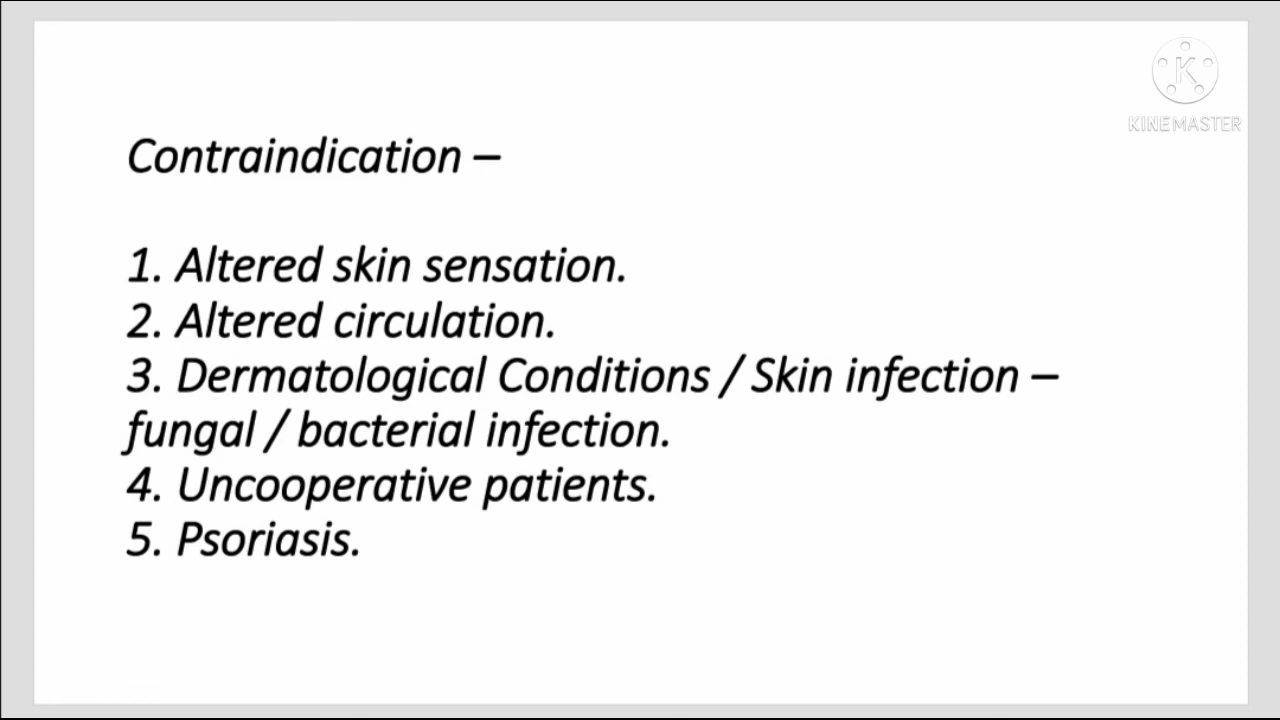 KINEMASTER
Contraindication –
1. Altered skin sensation.
2. Altered circulation.
3. Dermatological Conditions / Skin infection –
fungal / bacterial infection.
4. Uncooperative patients.
5. Psoriasis.